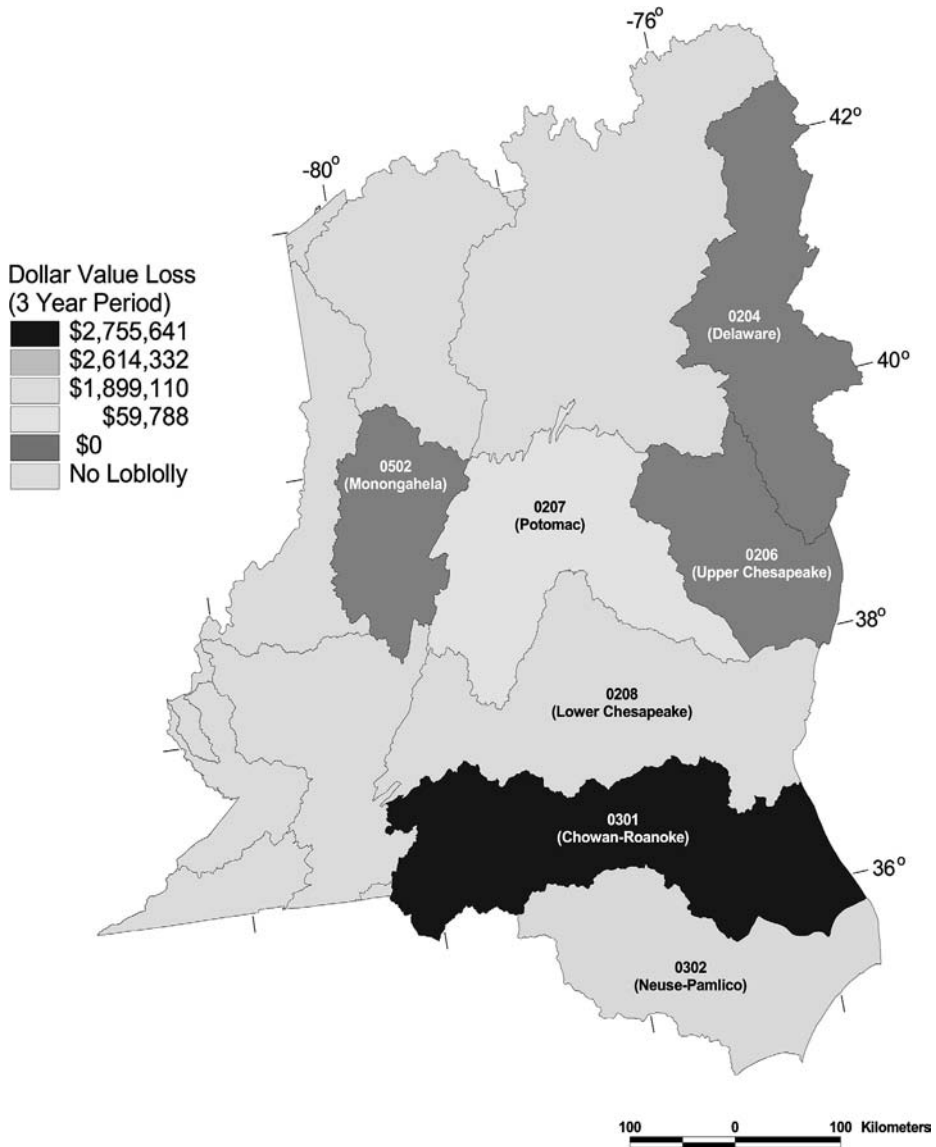 -76°
42°
-80°
Dollar Value Loss
(3 Year Period)
$2,755,641
$2,614,332
$1,899,110
$59,788
$0
No Loblolly
0204
(Delaware)
40°
0502
(Monongahela)
0207
(Potomac)
0206
(Upper Chesapeake)
38°
0208
(Lower Chesapeake)
0301
(Chowan-Roanoke)
36°
0302
(Neuse-Pamlico)
100 0 100 Kilometers